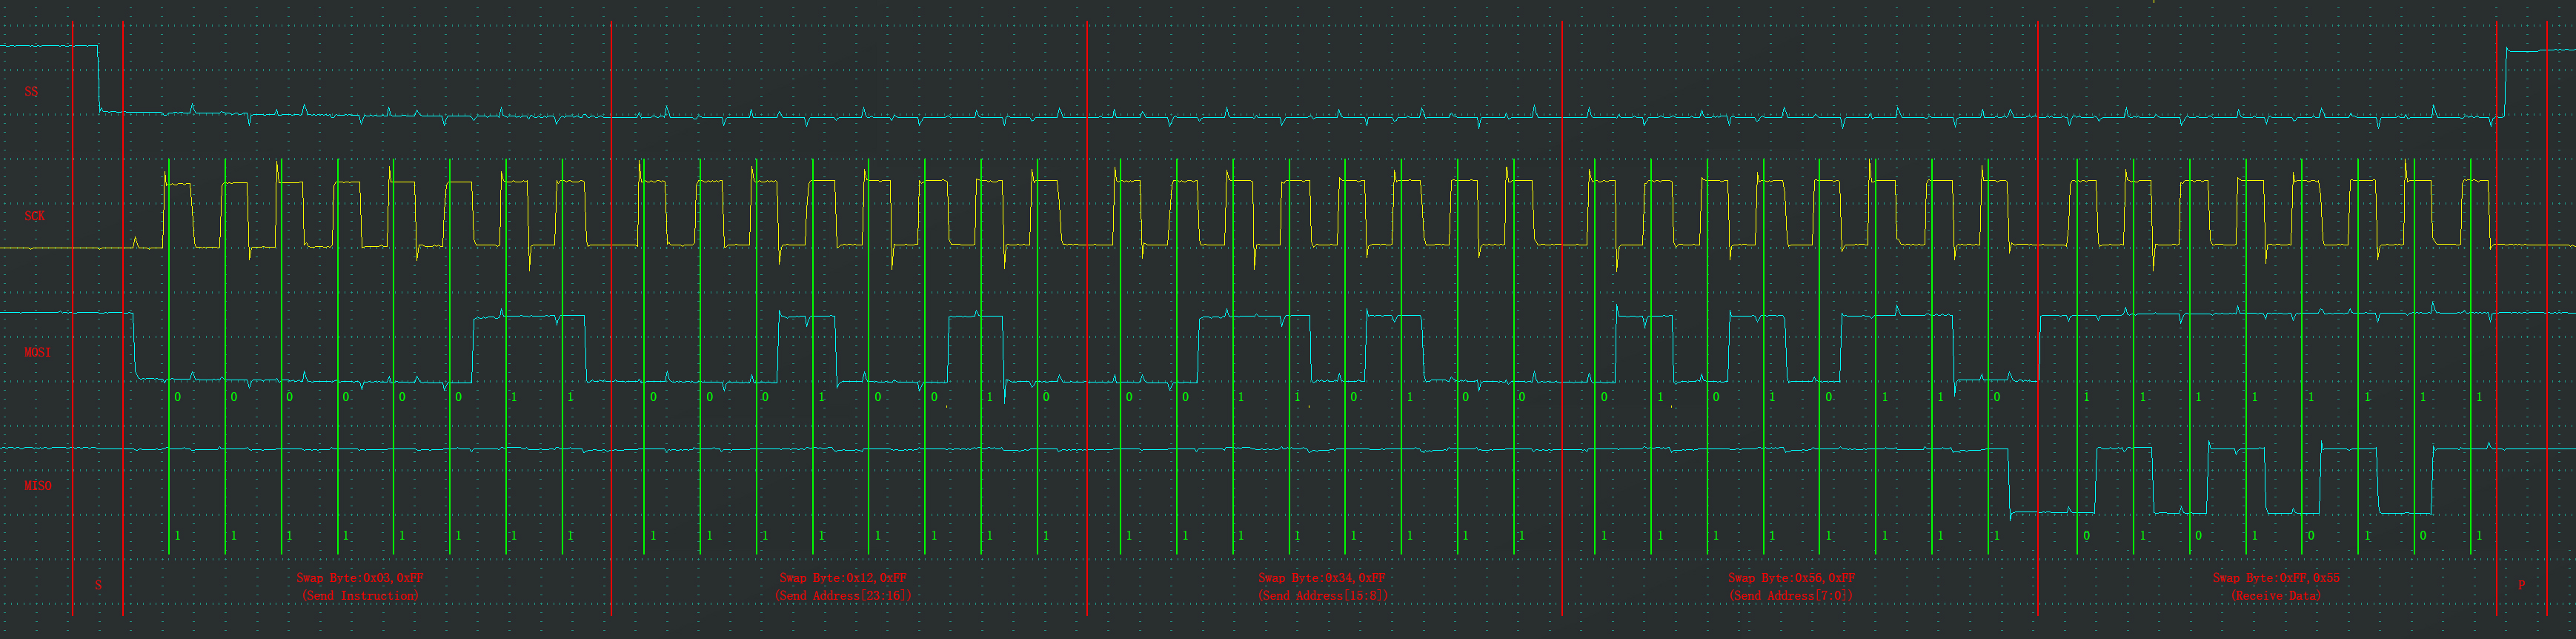 SS
SCK
MOSI
0 0 0 0 0 0 1 1 0 0 0 1 0 0 1 0 0 0 1 1 0 1 0 0 0 1 0 1 0 1 1 0 1 1 1 1 1 1 1 1
MISO
1 1 1 1 1 1 1 1 1 1 1 1 1 1 1 1 1 1 1 1 1 1 1 1 1 1 1 1 1 1 1 1 0 1 0 1 0 1 0 1
S
Swap Byte:0x03,0xFF
(Send Instruction)
Swap Byte:0x12,0xFF
(Send Address[23:16])
Swap Byte:0x34,0xFF
(Send Address[15:8])
Swap Byte:0x56,0xFF
(Send Address[7:0])
Swap Byte:0xFF,0x55
(Receive Data)
P